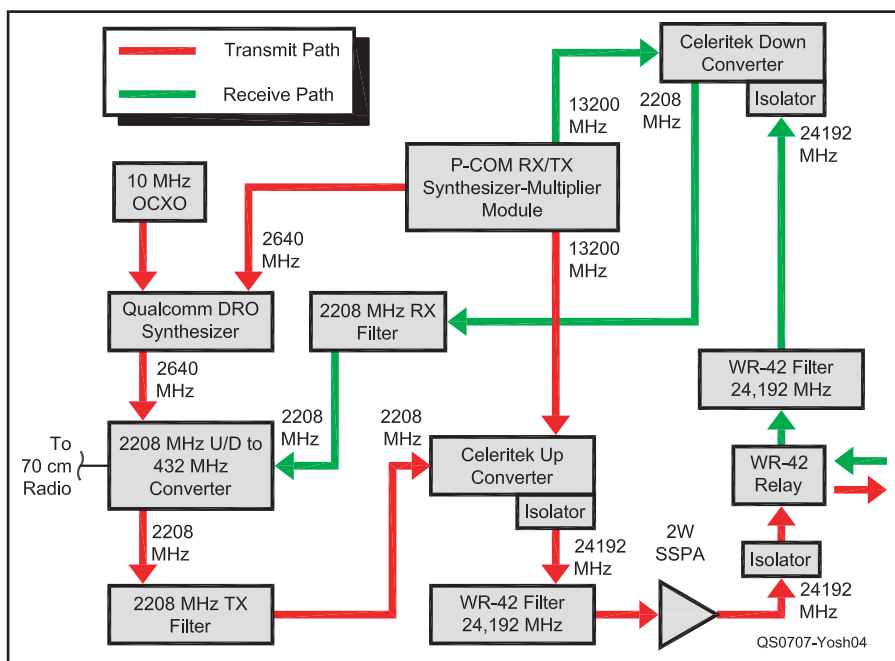 Transmit Path
Receive Path
Celeritek Down
Converter
Isolator
13200
MHz
2208
MHz
24192
MHz
10 MHz
OCXO
P-COM RX/TX
Synthesizer-Multiplier
Module
2640
MHz
13200
MHz
Qualcomm DRO
Synthesizer
2208 MHz RX
Filter
WR-42 Filter
24,192 MHz
2640
MHz
To
70 cm
Radio
2208 MHz U/D to
432 MHz
Converter
2208
MHz
2208
MHz
Celeritek Up
Converter
Isolator
WR-42
Relay
2208
MHz
24192
MHz
2W
SSPA
Isolator
2208 MHz TX
Filter
WR-42 Filter
24,192 MHz
24192
MHz
QS0707-Yosh04